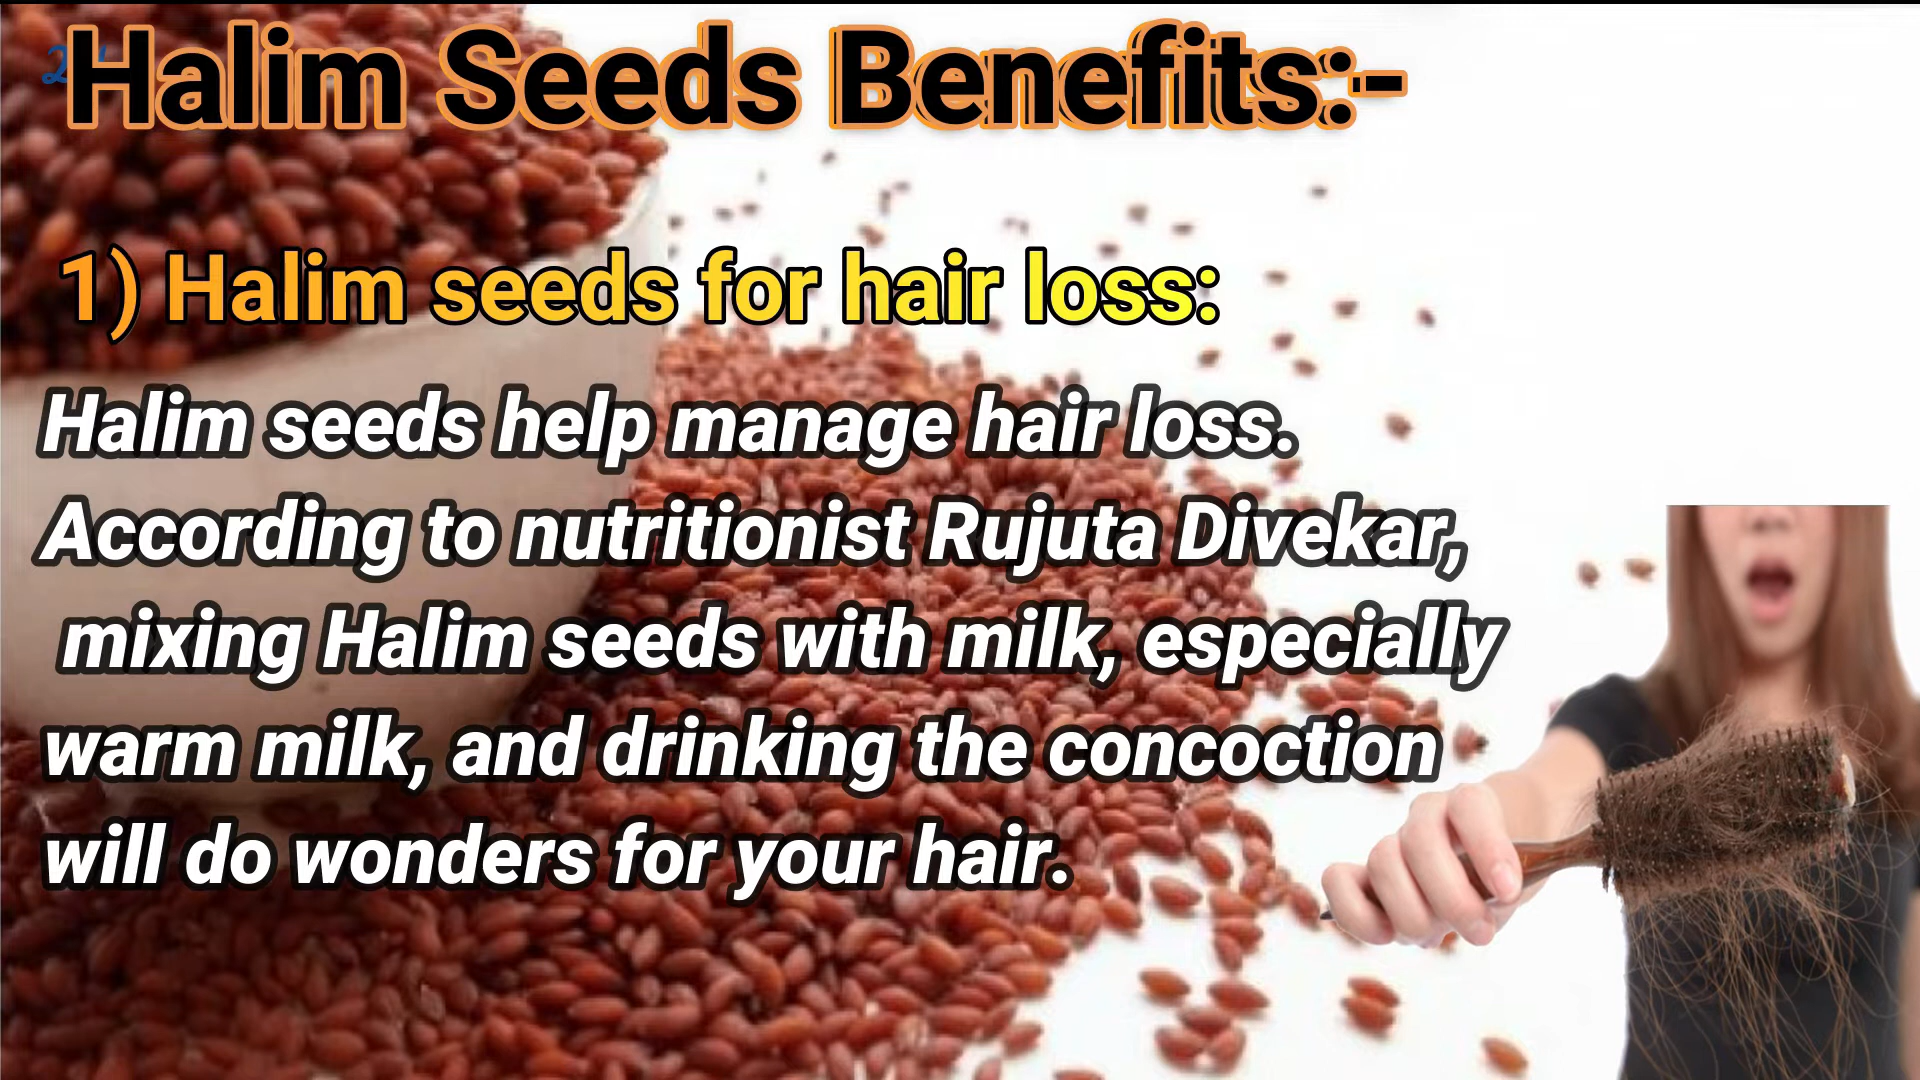 Halim Seeds Benefits:-
1) Halim seeds for hair loss:
Halim seeds help manage hair loss.
According to nutritionist Rujuta Divekar,
mixing Halim seeds with milk, especially
warm milk, and drinking the concoction
will do wonders for your hair.